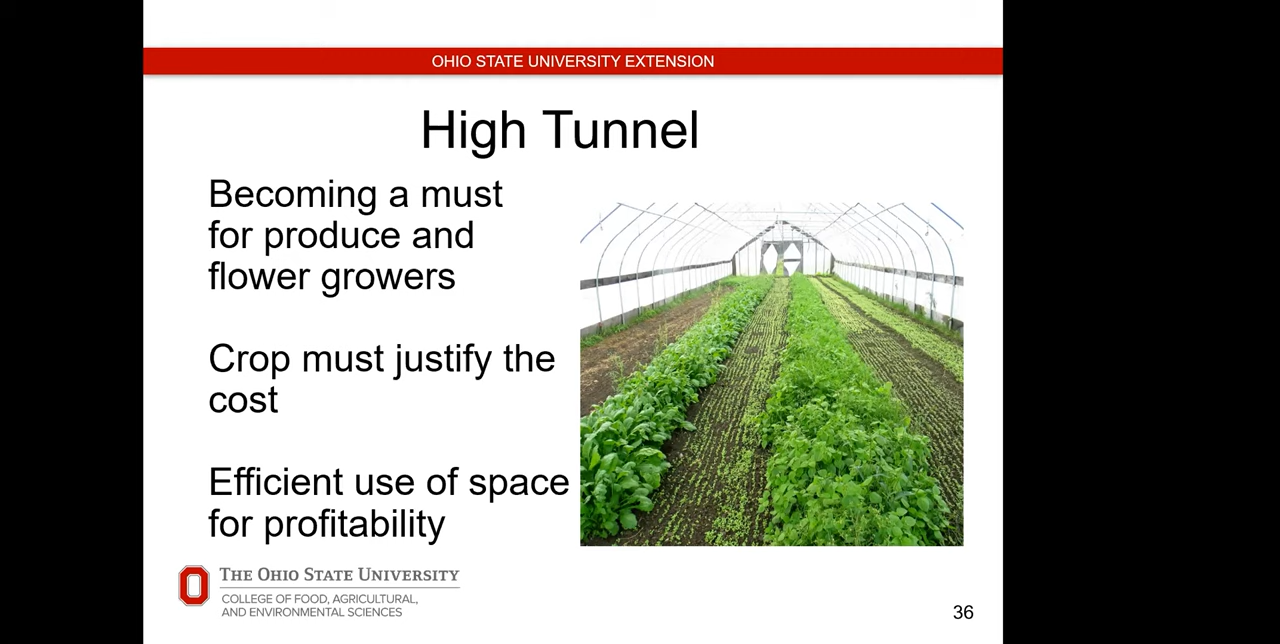 OHIO STATE UNIVERSITY EXTENSION
High Tunnel
Becoming a must
for produce and
flower growers
Crop must justify the
cost
Efficient use of space
for profitability
THE OHIO STATE UNIVERSITY
COLLEGE OF FOOD, AGRICULTURAL,
AND ENVIRONMENTAL SCIENCES
36